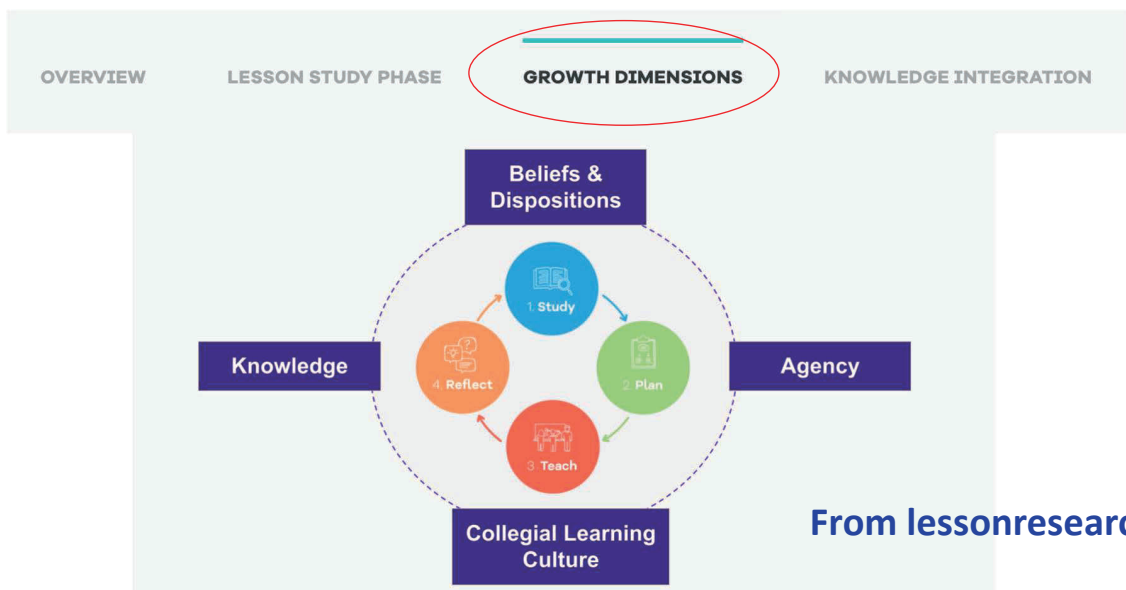 OVERVIEW
LESSON STUDY PHASE
GROWTH DIMENSIONS
KNOWLEDGE INTEGRATION
Beliefs &
Dispositions
1. Study
Knowledge
4. Reflect
2. Plan
Agency
3. Teach
Collegial Learning
Culture
From lessonresearc